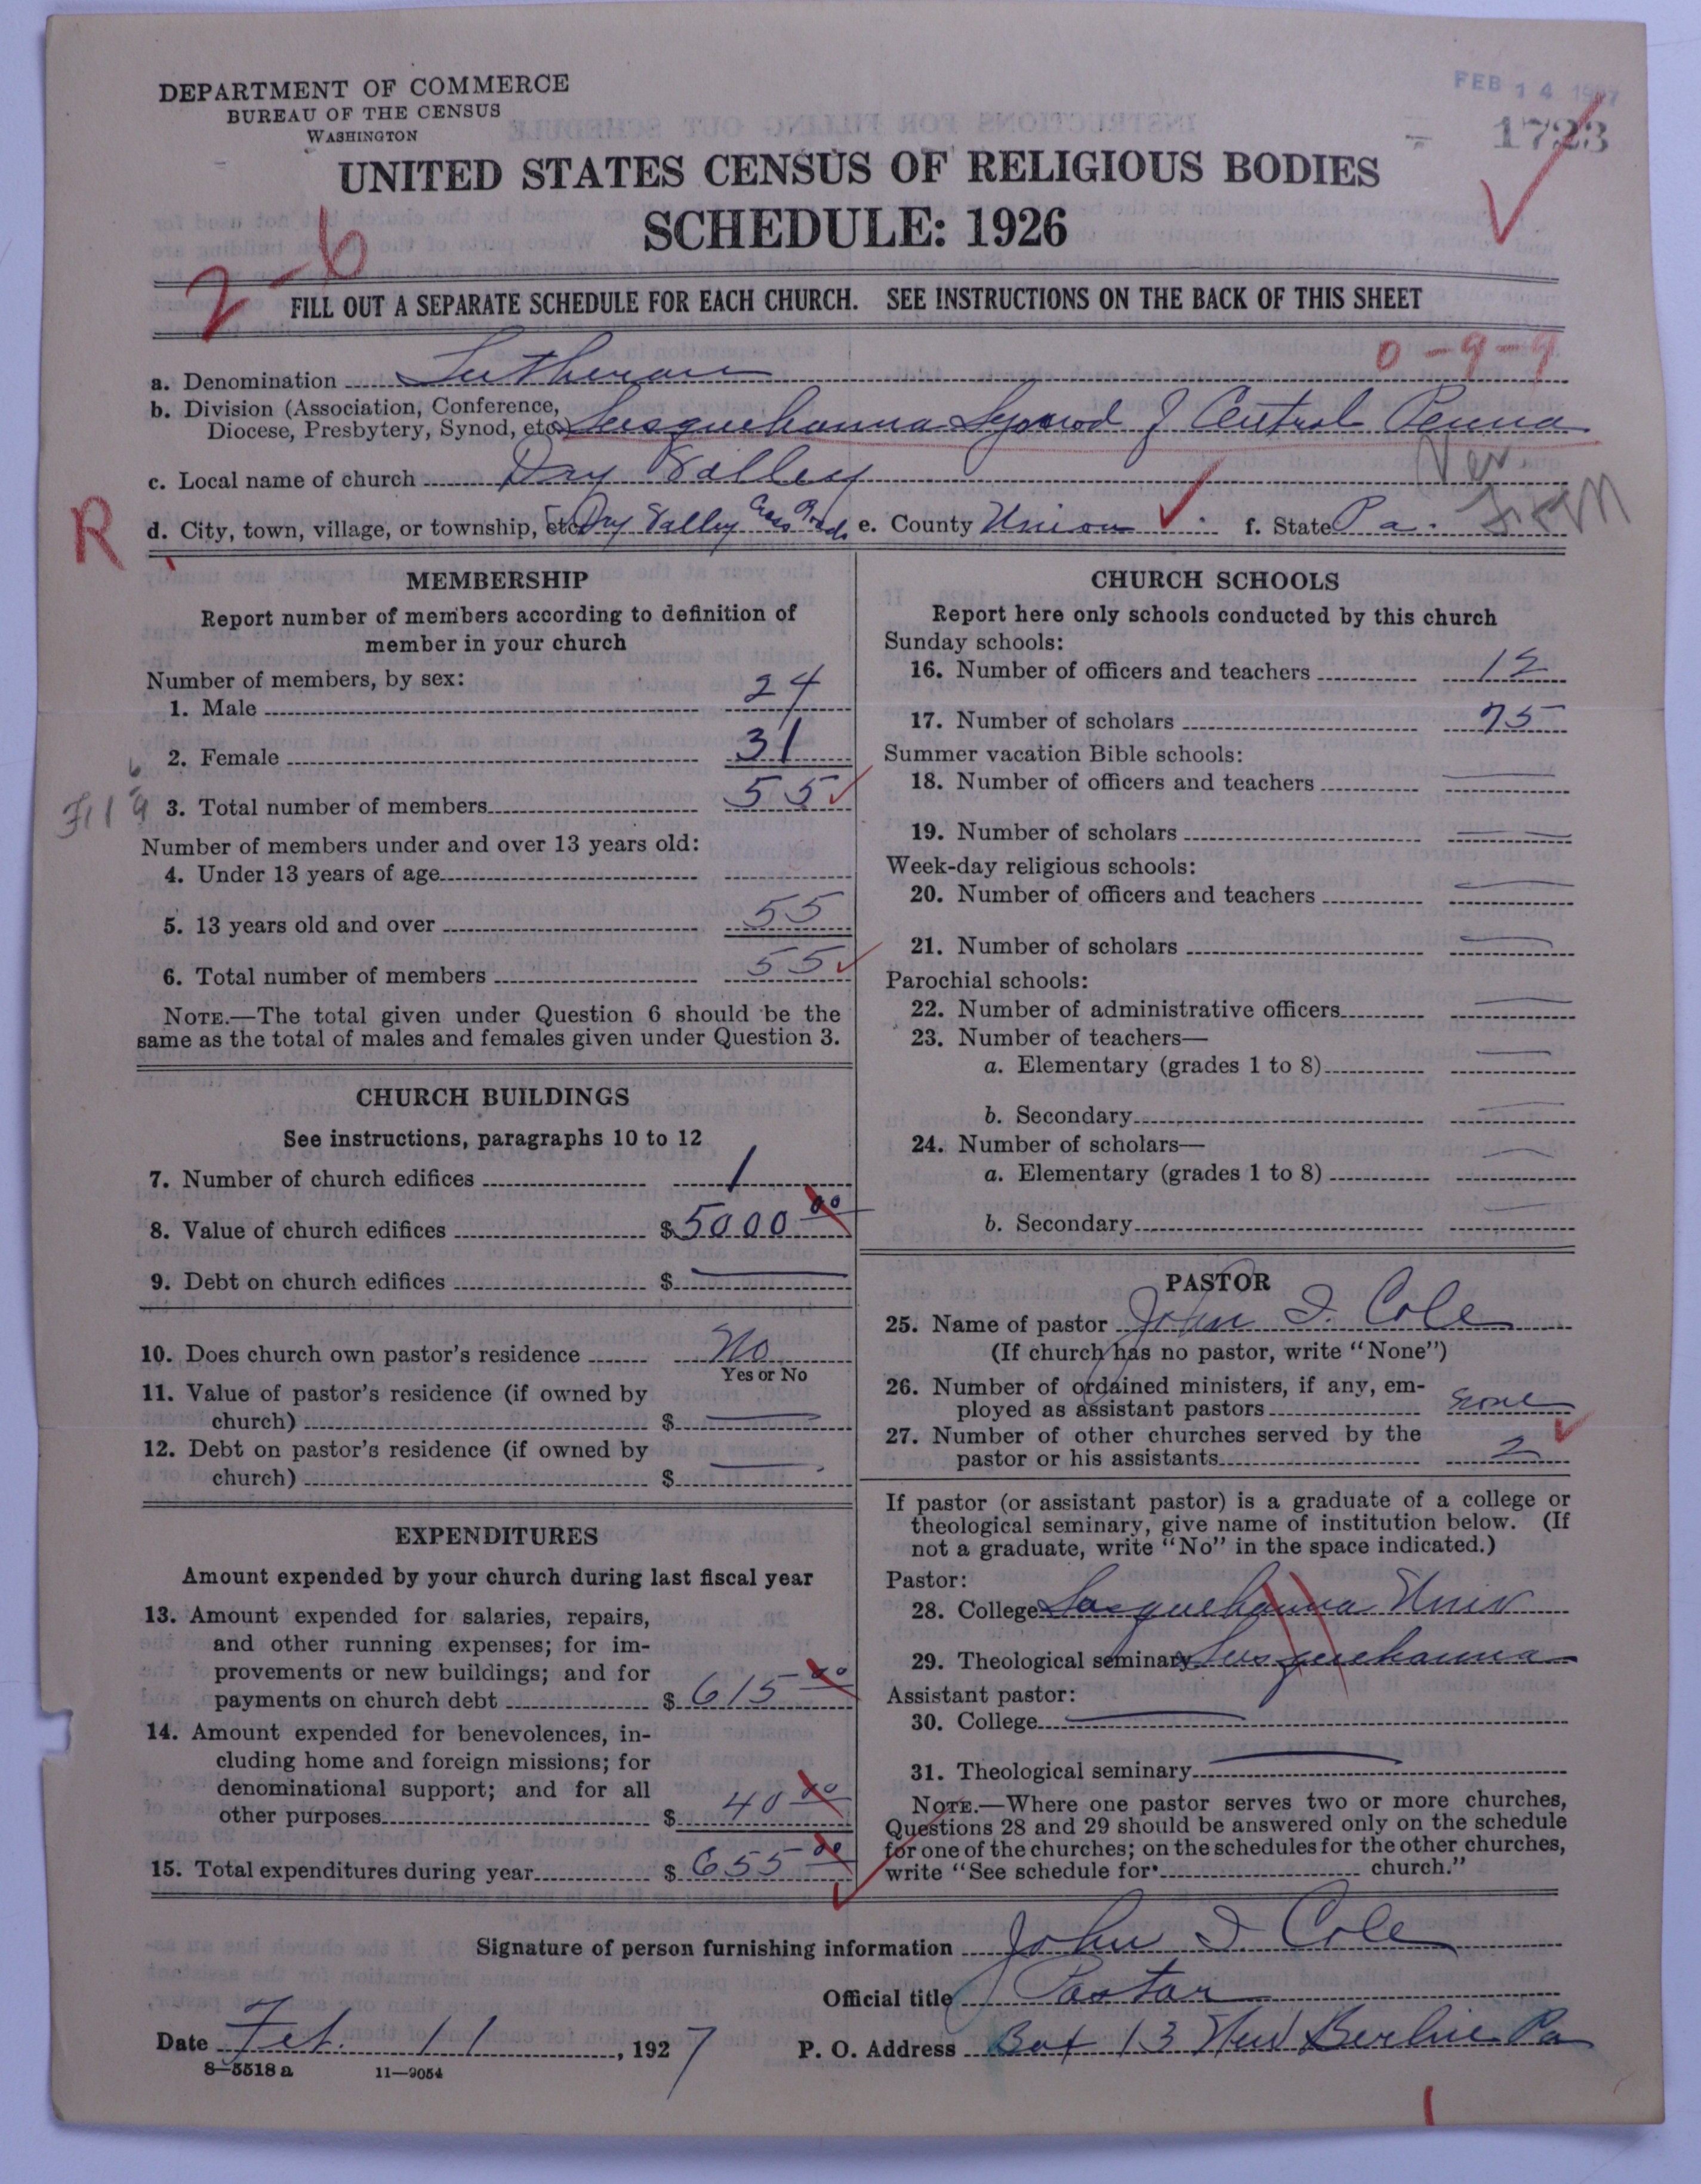 DEPARTMENT OF COMMERCE
BUREAU OF THE CENSUS
WASHINGTON
FEB 14 1927
1723
UNITED STATES CENSUS OF RELIGIOUS BODIES
SCHEDULE: 1926
2-6
FILL OUT A SEPARATE SCHEDULE FOR EACH CHURCH. SEE INSTRUCTIONS ON THE BACK OF THIS SHEET
0-9-9
a. Denomination Lutheran
b. Division (Association, Conference, Diocese, Presbytery, Synod, etc. Susquehanna Synod of Central Penna
c. Local name of church Dry Valley
R
d. City, town, village, or township, etc. Dry Valley Cross Roads e. County Union f. State Pa.
MEMBERSHIP
Report number of members according to definition of
member in your church
Number of members, by sex:
1. Male 24
2. Female 31
3. Total number of members 55
Number of members under and over 13 years old:
4. Under 13 years of age
5. 13 years old and over 55
6. Total number of members 55
NOTE.—The total given under Question 6 should be the
same as the total of males and females given under Question 3.
CHURCH BUILDINGS
See instructions, paragraphs 10 to 12
7. Number of church edifices 1
8. Value of church edifices $5000 00
9. Debt on church edifices $ —
10. Does church own pastor's residence No
Yes or No
11. Value of pastor's residence (if owned by
church) $ —
12. Debt on pastor's residence (if owned by
church) $ —
EXPENDITURES
Amount expended by your church during last fiscal year
13. Amount expended for salaries, repairs,
and other running expenses; for im-
provements or new buildings; and for
payments on church debt $ 615 00
14. Amount expended for benevolences, in-
cluding home and foreign missions; for
denominational support; and for all
other purposes $ 40 00
15. Total expenditures during year $ 655 00
CHURCH SCHOOLS
Report here only schools conducted by this church
Sunday schools:
16. Number of officers and teachers 12
17. Number of scholars 75
Summer vacation Bible schools:
18. Number of officers and teachers —
19. Number of scholars —
Week-day religious schools:
20. Number of officers and teachers —
21. Number of scholars —
Parochial schools:
22. Number of administrative officers —
23. Number of teachers—
a. Elementary (grades 1 to 8) —
b. Secondary —
24. Number of scholars—
a. Elementary (grades 1 to 8) —
b. Secondary —
PASTOR
25. Name of pastor John I. Cole
(If church has no pastor, write "None")
26. Number of ordained ministers, if any, em-
ployed as assistant pastors none
27. Number of other churches served by the
pastor or his assistants 2
If pastor (or assistant pastor) is a graduate of a college or
theological seminary, give name of institution below. (If
not a graduate, write "No" in the space indicated.)
Pastor:
28. College Susquehanna Univ
29. Theological seminary Susquehanna
Assistant pastor:
30. College —
31. Theological seminary —
NOTE.—Where one pastor serves two or more churches,
Questions 28 and 29 should be answered only on the schedule
for one of the churches; on the schedules for the other churches,
write "See schedule for church."
Signature of person furnishing information John I Cole
Official title Pastor
Date Feb. 11, 1927 P. O. Address Box 13 New Berlin Pa
8—5518 a 11—9054